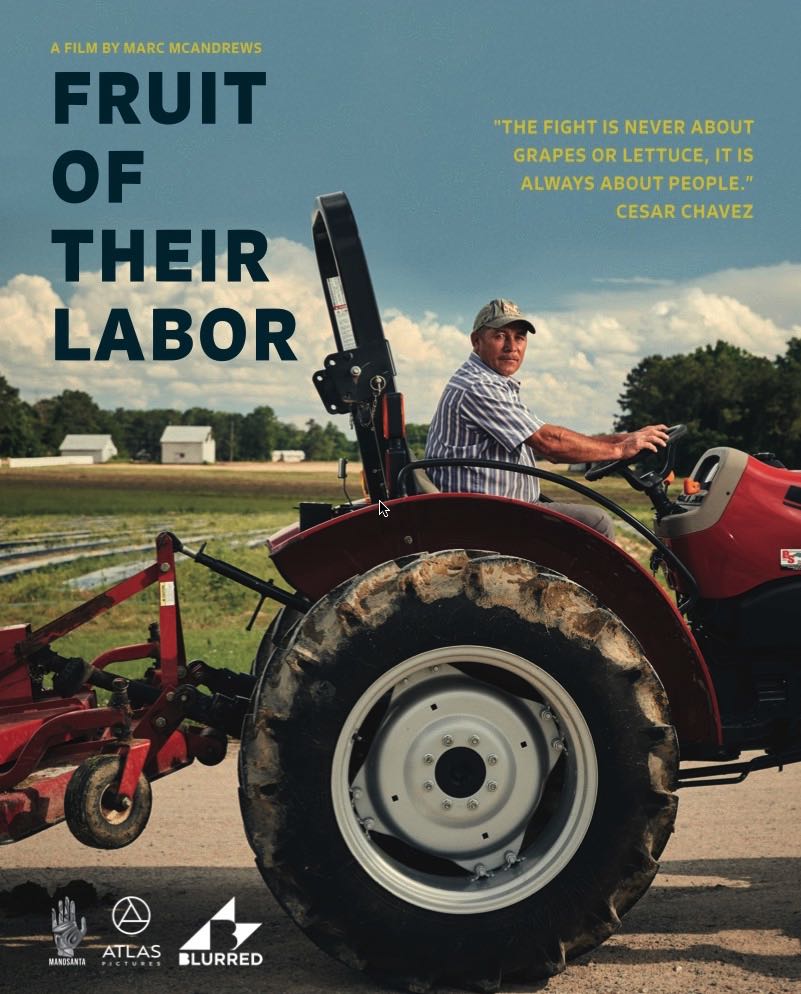 A FILM BY MARC MCANDREWS
FRUIT
OF
THEIR
LABOR
"THE FIGHT IS NEVER ABOUT
GRAPES OR LETTUCE, IT IS
ALWAYS ABOUT PEOPLE."
CESAR CHAVEZ
BS
MANOSANTA
ATLAS
PICTURES
BLURRED